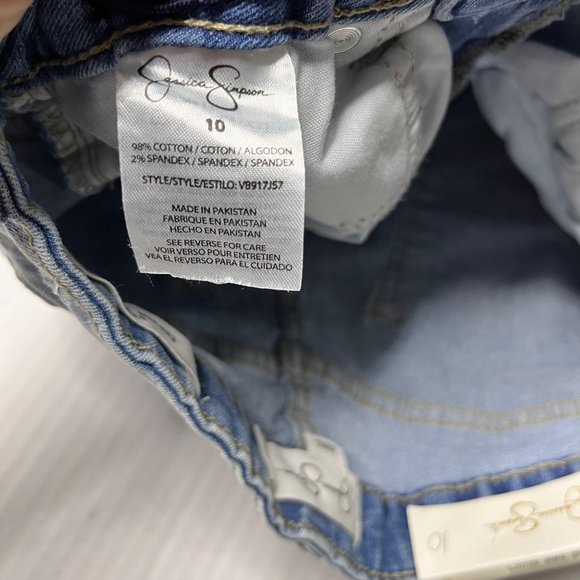 Jessica Simpson
10
98% COTTON / COTON / ALGODON
2% SPANDEX / SPANDEX / SPANDEX
STYLE/STYLE/ESTILO: VB917J57
MADE IN PAKISTAN
FABRIQUE EN PAKISTAN
HECHO EN PAKISTAN
SEE REVERSE FOR CARE
VOIR VERSO POUR ENTRETIEN
VEA EL REVERSO PARA EL CUIDADO
Jessica Simpson
10